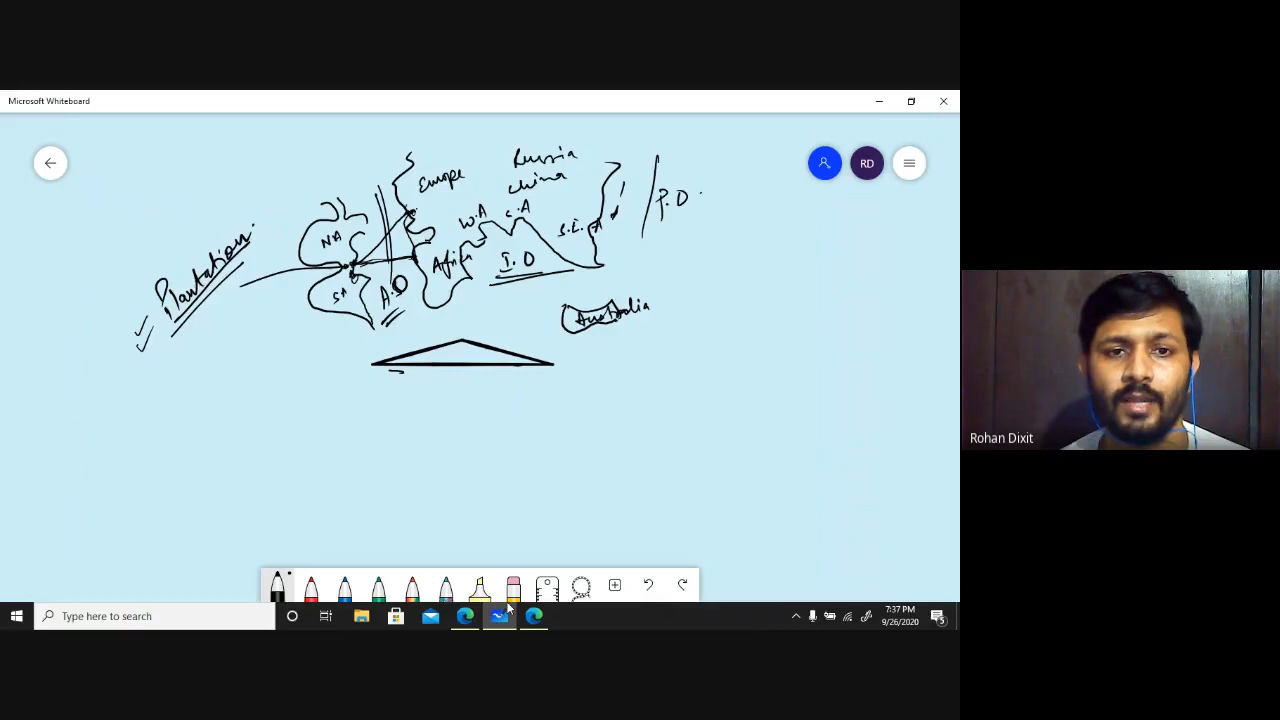 Microsoft Whiteboard
RD
Russia
China
Europe
W.A
S.A
S.E.A
P.O
Plantation
NA
SA
A.O
Africa
I.O
Australia
Rohan Dixit
Type here to search
7:37 PM
9/26/2020
5